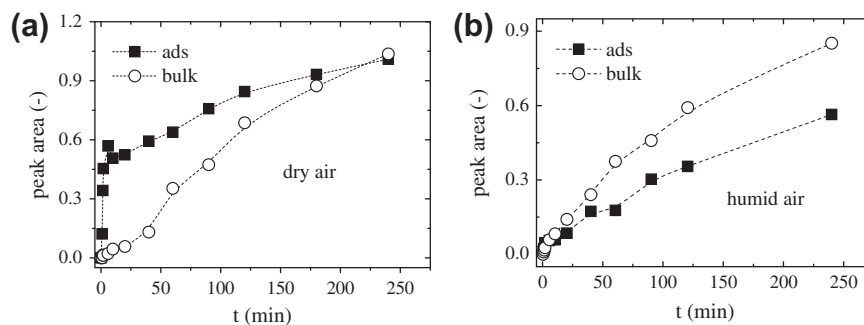 (a)
1.2
0.9
0.6
0.3
0.0
peak area (-)
ads
bulk
dry air
0 50 100 150 200 250
t (min)
(b)
0.9
0.6
0.3
0.0
peak area (-)
ads
bulk
humid air
0 50 100 150 200 250
t (min)